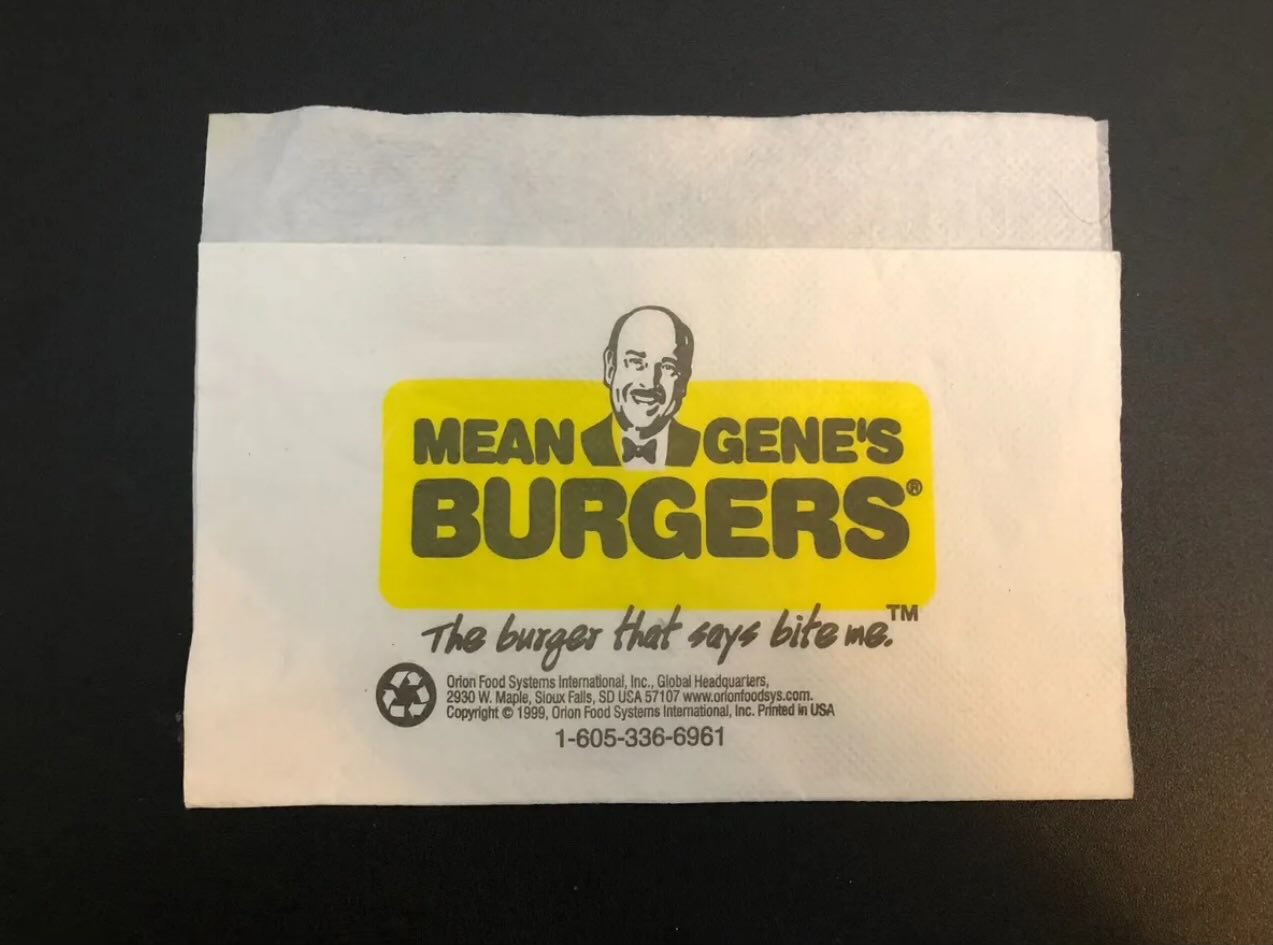 MEAN GENE'S
BURGERS®
The burger that says bite me.™
Orion Food Systems International, Inc., Global Headquarters,
2930 W. Maple, Sioux Falls, SD USA 57107 www.orionfoodsys.com.
Copyright © 1999, Orion Food Systems International, Inc. Printed in USA
1-605-336-6961